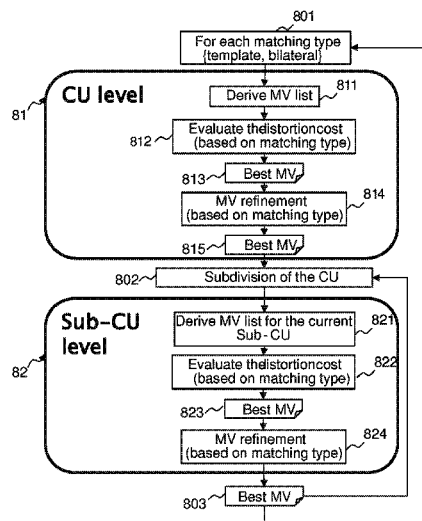 801
For each matching type
{template, bilateral}
CU level
81
Derive MV list
811
812
Evaluate thedistortioncost
(based on matching type)
813
Best MV
MV refinement
(based on matching type)
814
815
Best MV
802
Subdivision of the CU
Sub-CU
level
82
Derive MV list for the current
Sub-CU
821
Evaluate thedistortioncost
(based on matching type)
822
823
Best MV
MV refinement
(based on matching type)
824
803
Best MV